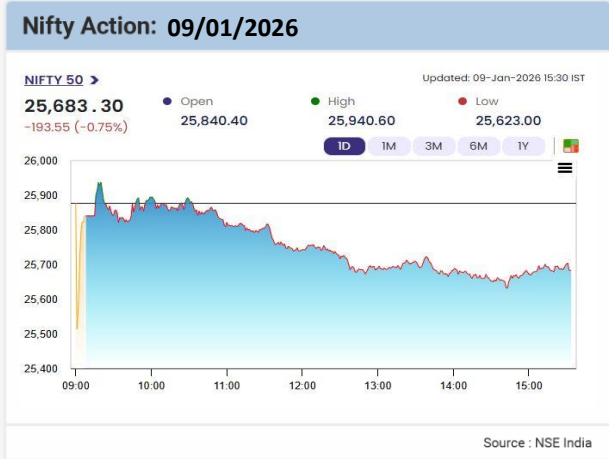 Nifty Action: 09/01/2026
NIFTY 50 >
Updated: 09-Jan-2026 15:30 IST
25,683.30
-193.55 (-0.75%)
Open
25,840.40
High
25,940.60
Low
25,623.00
1D 1M 3M 6M 1Y
26,000
25,900
25,800
25,700
25,600
25,500
25,400
09:00 10:00 11:00 12:00 13:00 14:00 15:00
Source : NSE India